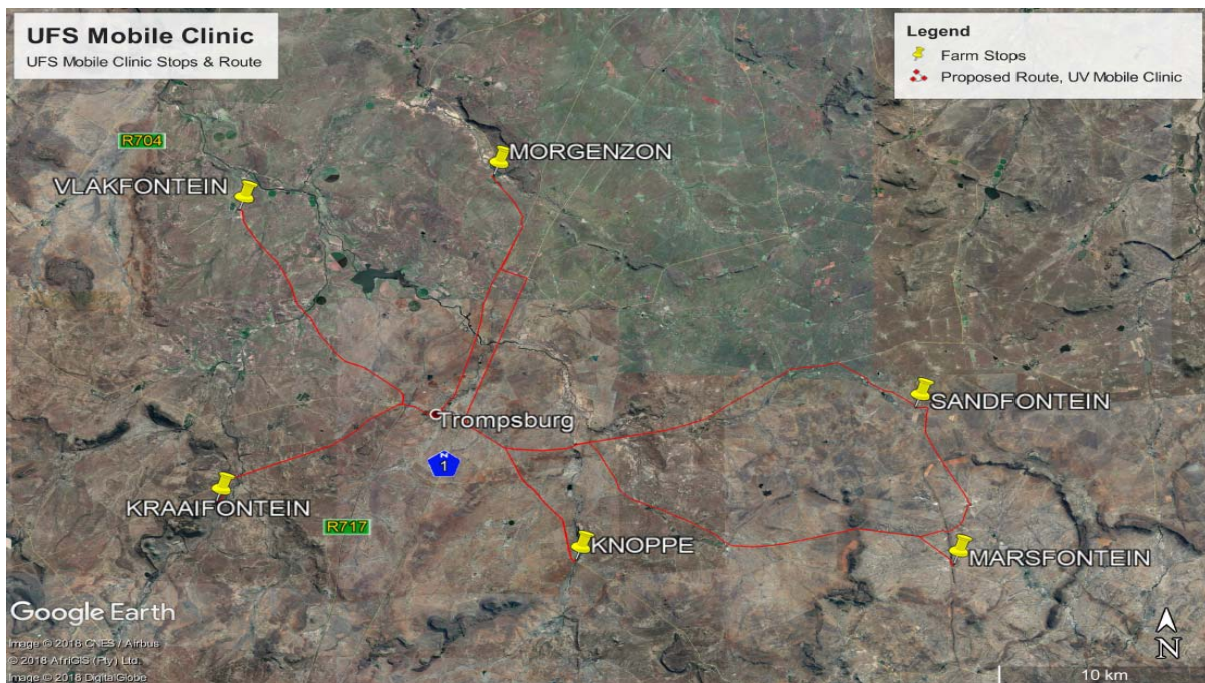 UFS Mobile Clinic
UFS Mobile Clinic Stops & Route
Legend
Farm Stops
Proposed Route, UV Mobile Clinic
R704
MORGENZON
VLAKFONTEIN
SANDFONTEIN
Trompsburg
N
1
KRAAIFONTEIN
R717
KNOPPE
MARSFONTEIN
Google Earth
Image © 2018 CNES / Airbus
© 2018 AfriGIS (Pty) Ltd.
Image © 2018 DigitalGlobe
N
10 km